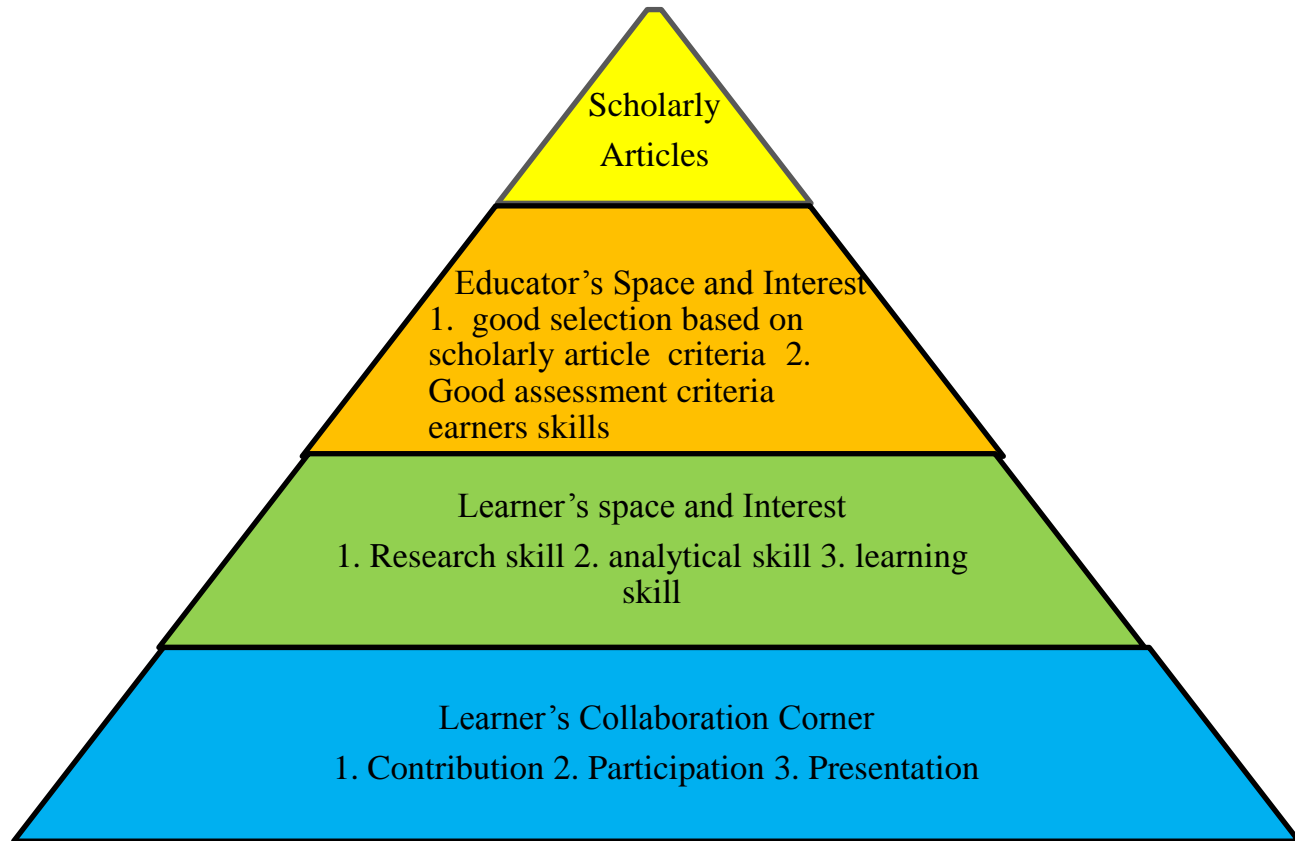 Scholarly
Articles
Educator’s Space and Interest
1. good selection based on
scholarly article criteria 2.
Good assessment criteria
earners skills
Learner’s space and Interest
1. Research skill 2. analytical skill 3. learning
skill
Learner’s Collaboration Corner
1. Contribution 2. Participation 3. Presentation